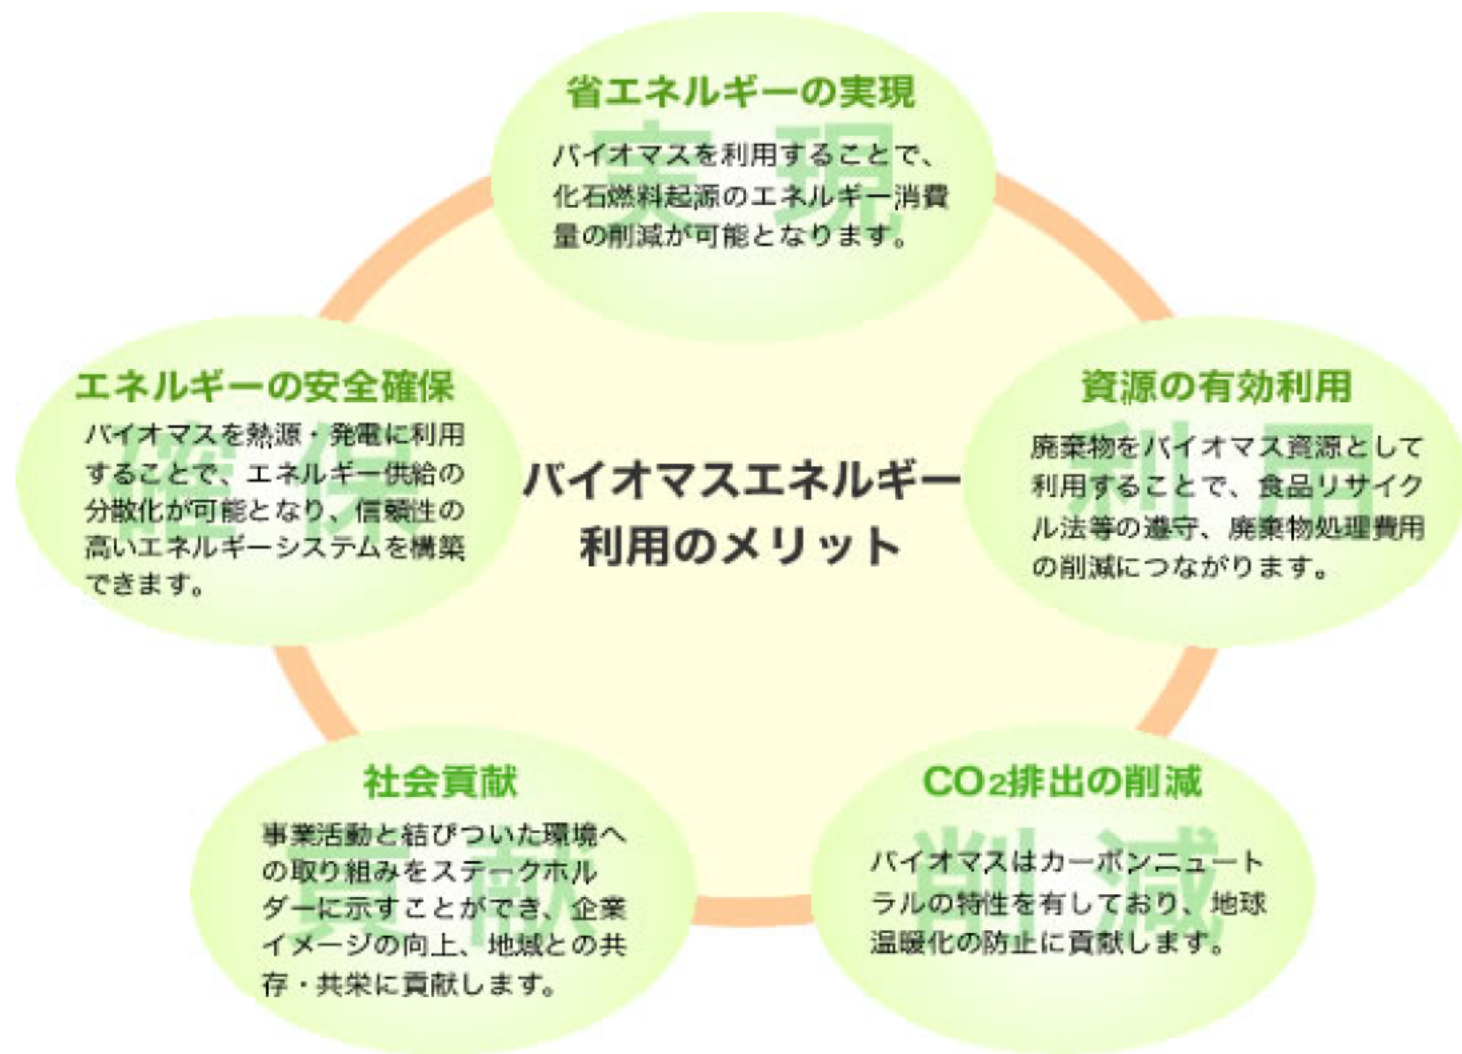 省エネルギーの実現
実現
バイオマスを利用することで、
化石燃料起源のエネルギー消費
量の削減が可能となります。
エネルギーの安全確保
確保
バイオマスを熱源・発電に利用
することで、エネルギー供給の
分散化が可能となり、信頼性の
高いエネルギーシステムを構築
できます。
バイオマスエネルギー
利用のメリット
資源の有効利用
利用
廃棄物をバイオマス資源として
利用することで、食品リサイク
ル法等の遵守、廃棄物処理費用
の削減につながります。
社会貢献
貢献
事業活動と結びついた環境へ
の取り組みをステークホル
ダーに示すことができ、企業
イメージの向上、地域との共
存・共栄に貢献します。
CO2排出の削減
削減
バイオマスはカーボンニュート
ラルの特性を有しており、地球
温暖化の防止に貢献します。